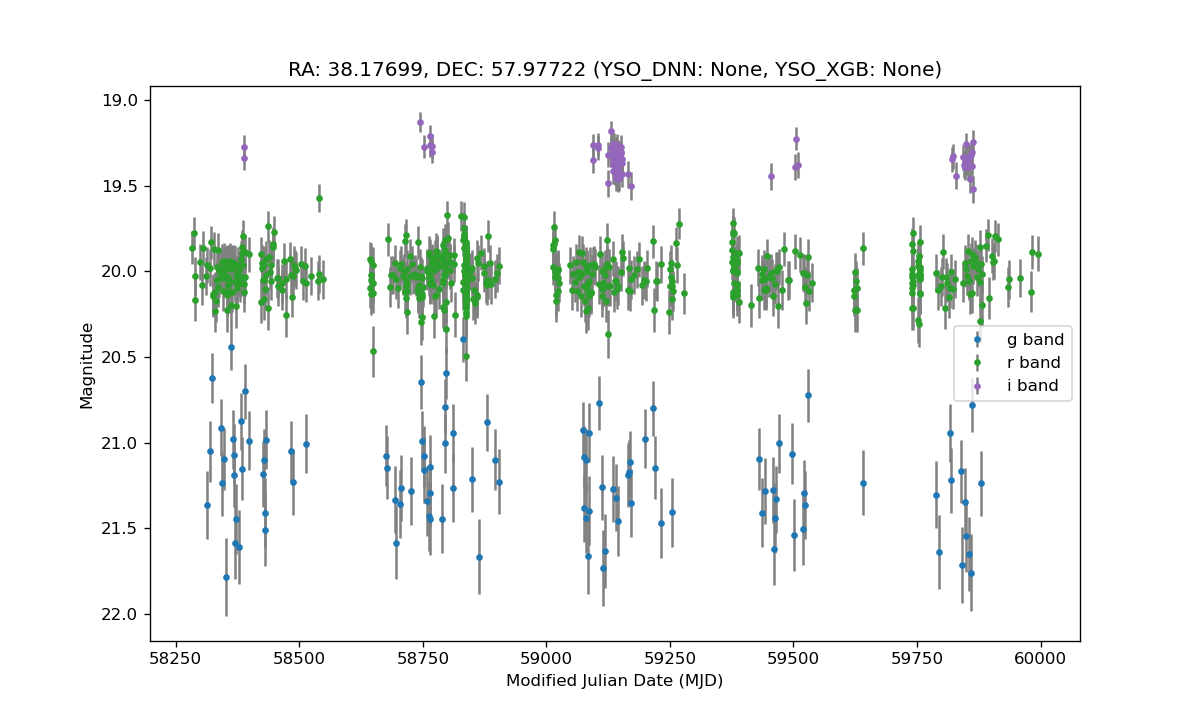 RA: 38.17699, DEC: 57.97722 (YSO_DNN: None, YSO_XGB: None)
19.0
19.5
20.0
20.5
21.0
21.5
22.0
Magnitude
g band
r band
i band
58250 58500 58750 59000 59250 59500 59750 60000
Modified Julian Date (MJD)